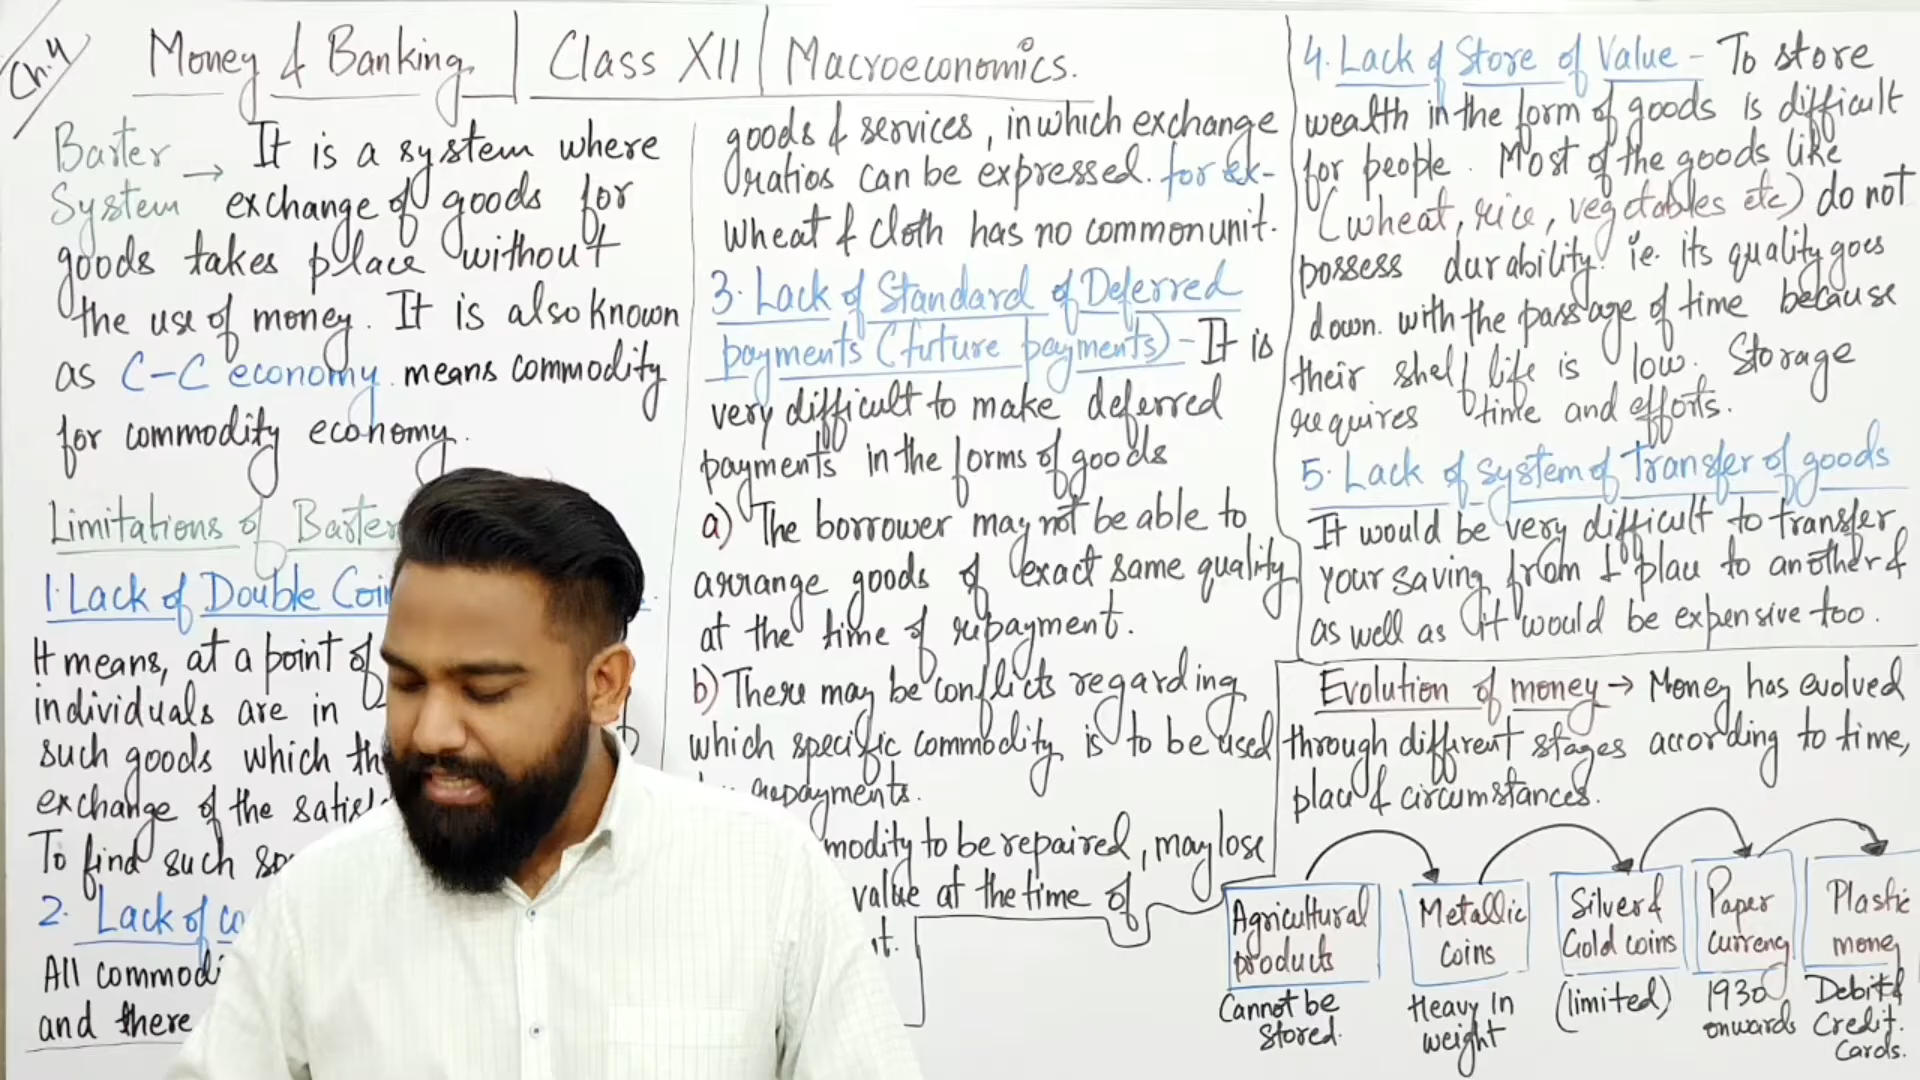 Ch.4
Money & Banking | Class XII | Macroeconomics.
Barter System → It is a system where
exchange of goods for
goods takes place without
the use of money. It is also known
as C-C economy means commodity
for commodity economy.
Limitations of Barter
1. Lack of Double
It means, at a point of
individuals are in
such goods which
exchange of the
To find such
2. Lack of
All
and there
goods & services, in which exchange
ratios can be expressed. for ex-
wheat & cloth has no common unit.
3. Lack of Standard of Deferred
payments (future payments) - It is
very difficult to make deferred
payments in the forms of goods
a) The borrower may not be able to
arrange goods of exact same quality
at the time of repayment.
b) There may be conflicts regarding
which specific commodity is to be used
repayments.
to be repaired, may lose
value at the time of
4. Lack of Store of Value - To store
wealth in the form of goods is difficult
for people. Most of the goods like
(wheat, rice, vegetables etc) do not
possess durability. ie. its quality goes
down. with the passage of time because
their shelf life is low. Storage
requires time and efforts.
5. Lack of system of transfer of goods
It would be very difficult to transfer
your saving from 1 place to another &
as well as it would be expensive too.
Evolution of money → Money has evolved
through different stages according to time,
place & circumstances.
Agricultural products
Cannot be stored.
Metallic coins
Heavy in weight
Silver & Gold coins
(limited)
Paper currency
1930 onwards
Plastic money
Debit & Credit. Cards.